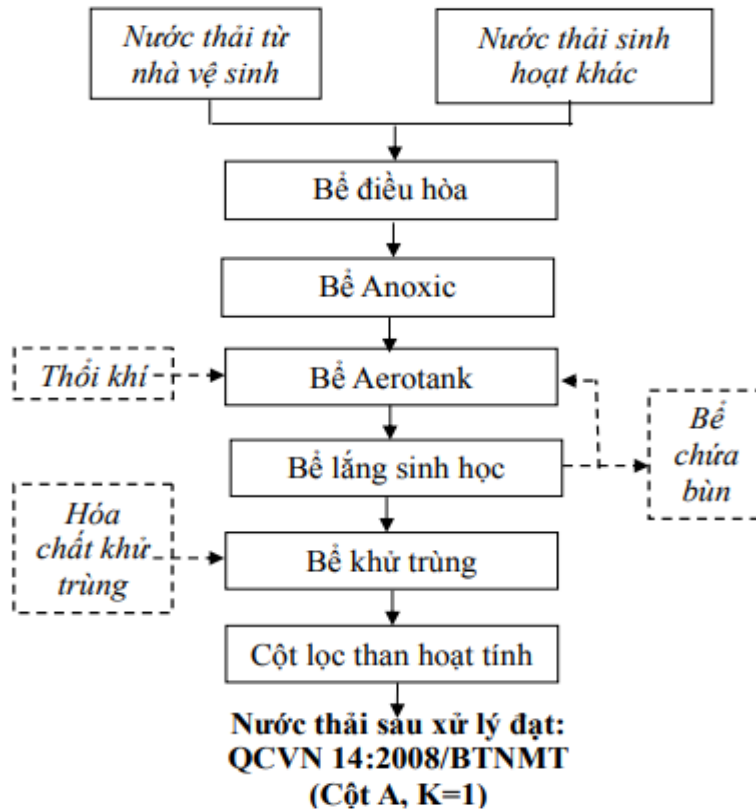 Nước thải từ
nhà vệ sinh
Nước thải sinh
hoạt khác
Bể điều hòa
Bể Anoxic
Thổi khí
Bể Aerotank
Bể lắng sinh học
Bể
chứa
bùn
Hóa
chất khử
trùng
Bể khử trùng
Cột lọc than hoạt tính
Nước thải sau xử lý đạt:
QCVN 14:2008/BTNMT
(Cột A, K=1)